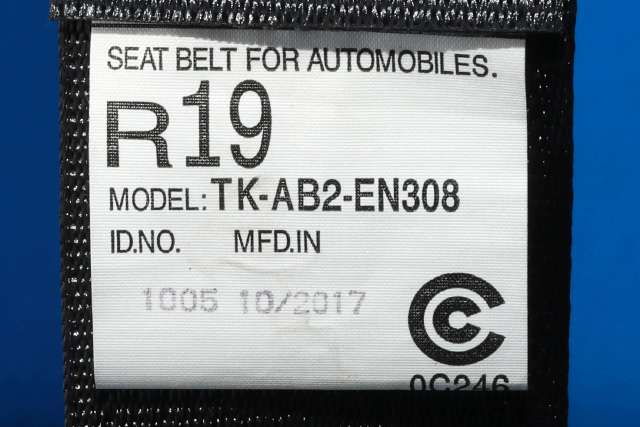 SEAT BELT FOR AUTOMOBILES.
R19
MODEL: TK-AB2-EN308
ID.NO. MFD.IN
1005 10/2017
0C246